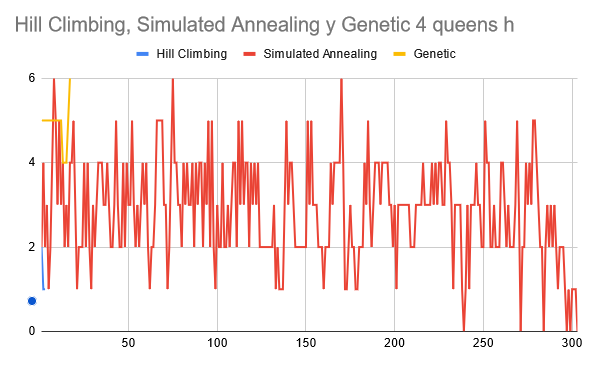 Hill Climbing, Simulated Annealing y Genetic 4 queens h
Hill Climbing Simulated Annealing Genetic
6
4
2
0
50 100 150 200 250 300